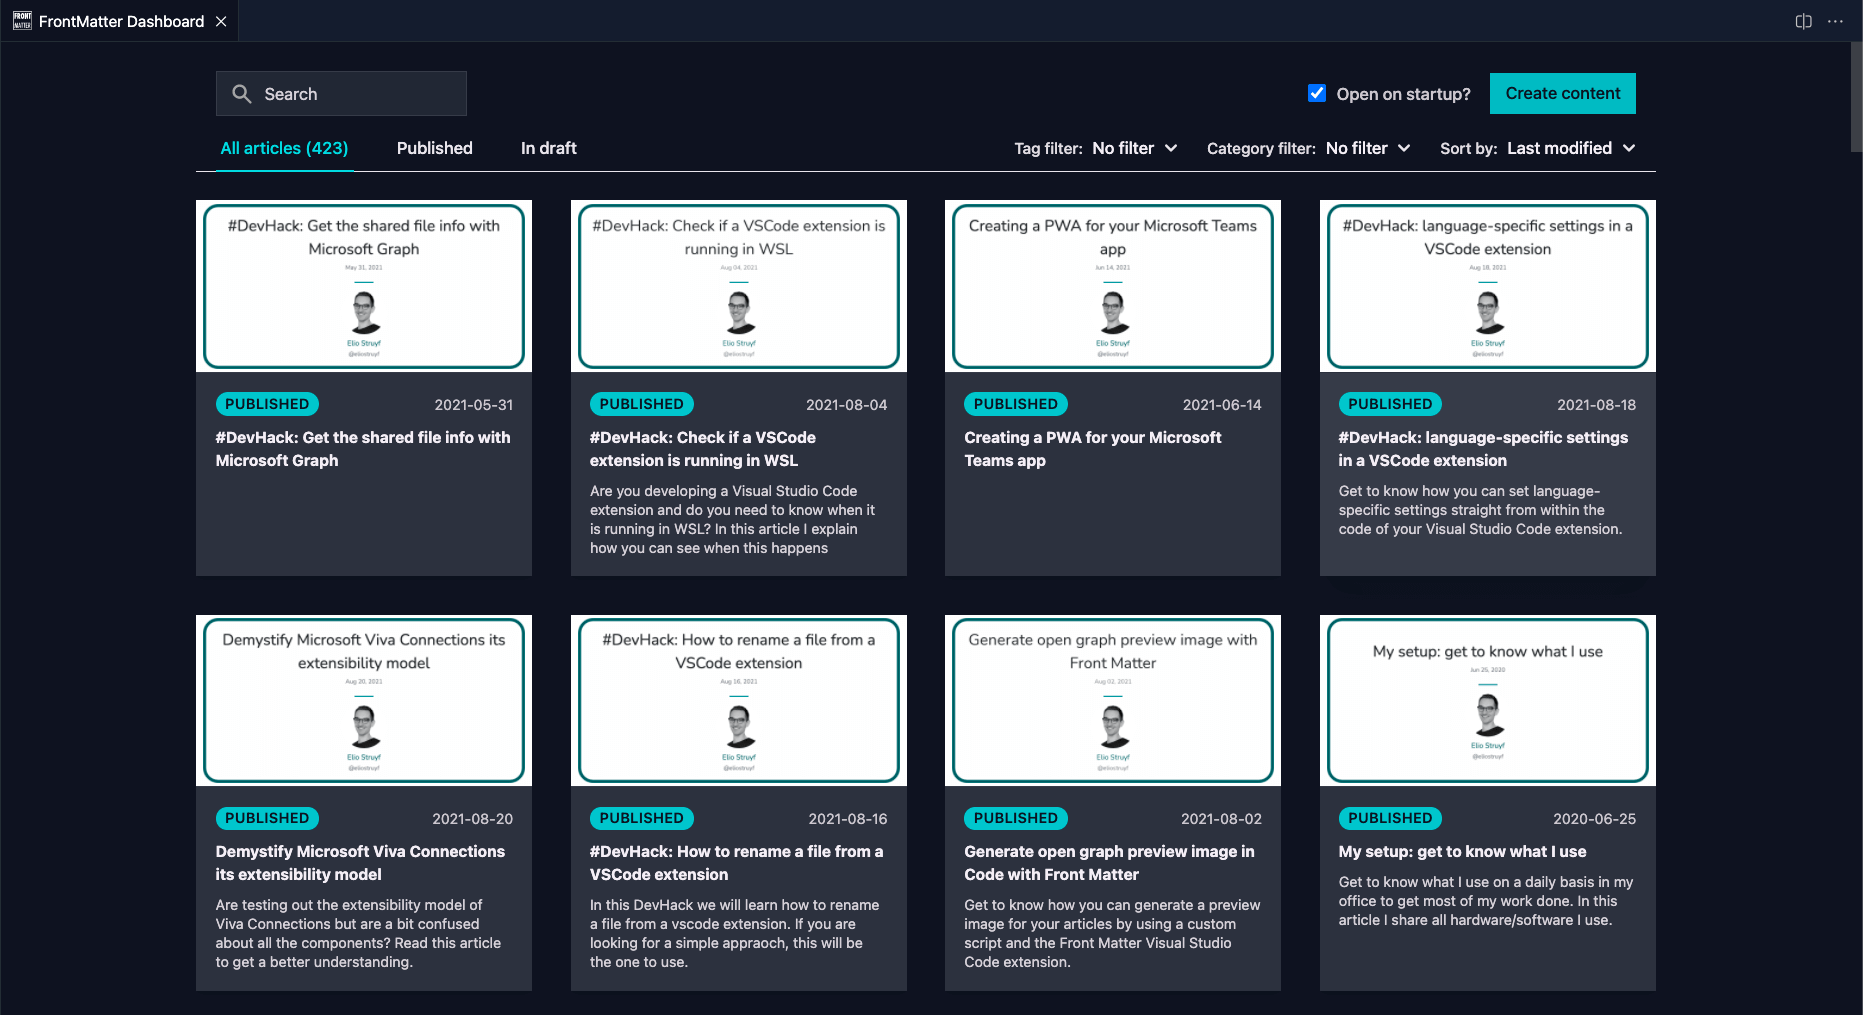 FRONT
MATTER
FrontMatter Dashboard
Search
Open on startup?
Create content
All articles (423)
Published
In draft
Tag filter: No filter
Category filter: No filter
Sort by: Last modified
#DevHack: Get the shared file info with
Microsoft Graph
May 31, 2021
Elio Struyf
@eliostruyf
PUBLISHED
2021-05-31
#DevHack: Get the shared file info with
Microsoft Graph
#DevHack: Check if a VSCode extension is
running in WSL
Aug 04, 2021
Elio Struyf
@eliostruyf
PUBLISHED
2021-08-04
#DevHack: Check if a VSCode
extension is running in WSL
Are you developing a Visual Studio Code
extension and do you need to know when it
is running in WSL? In this article I explain
how you can see when this happens
Creating a PWA for your Microsoft Teams
app
Jun 14, 2021
Elio Struyf
@eliostruyf
PUBLISHED
2021-06-14
Creating a PWA for your Microsoft
Teams app
#DevHack: language-specific settings in a
VSCode extension
Aug 18, 2021
Elio Struyf
@eliostruyf
PUBLISHED
2021-08-18
#DevHack: language-specific settings
in a VSCode extension
Get to know how you can set language-
specific settings straight from within the
code of your Visual Studio Code extension.
Demystify Microsoft Viva Connections its
extensibility model
Aug 20, 2021
Elio Struyf
@eliostruyf
PUBLISHED
2021-08-20
Demystify Microsoft Viva Connections
its extensibility model
Are testing out the extensibility model of
Viva Connections but are a bit confused
about all the components? Read this article
to get a better understanding.
#DevHack: How to rename a file from a
VSCode extension
Aug 16, 2021
Elio Struyf
@eliostruyf
PUBLISHED
2021-08-16
#DevHack: How to rename a file from a
VSCode extension
In this DevHack we will learn how to rename
a file from a vscode extension. If you are
looking for a simple appraoch, this will be
the one to use.
Generate open graph preview image with
Front Matter
Aug 02, 2021
Elio Struyf
@eliostruyf
PUBLISHED
2021-08-02
Generate open graph preview image in
Code with Front Matter
Get to know how you can generate a preview
image for your articles by using a custom
script and the Front Matter Visual Studio
Code extension.
My setup: get to know what I use
Jun 25, 2020
Elio Struyf
@eliostruyf
PUBLISHED
2020-06-25
My setup: get to know what I use
Get to know what I use on a daily basis in my
office to get most of my work done. In this
article I share all hardware/software I use.